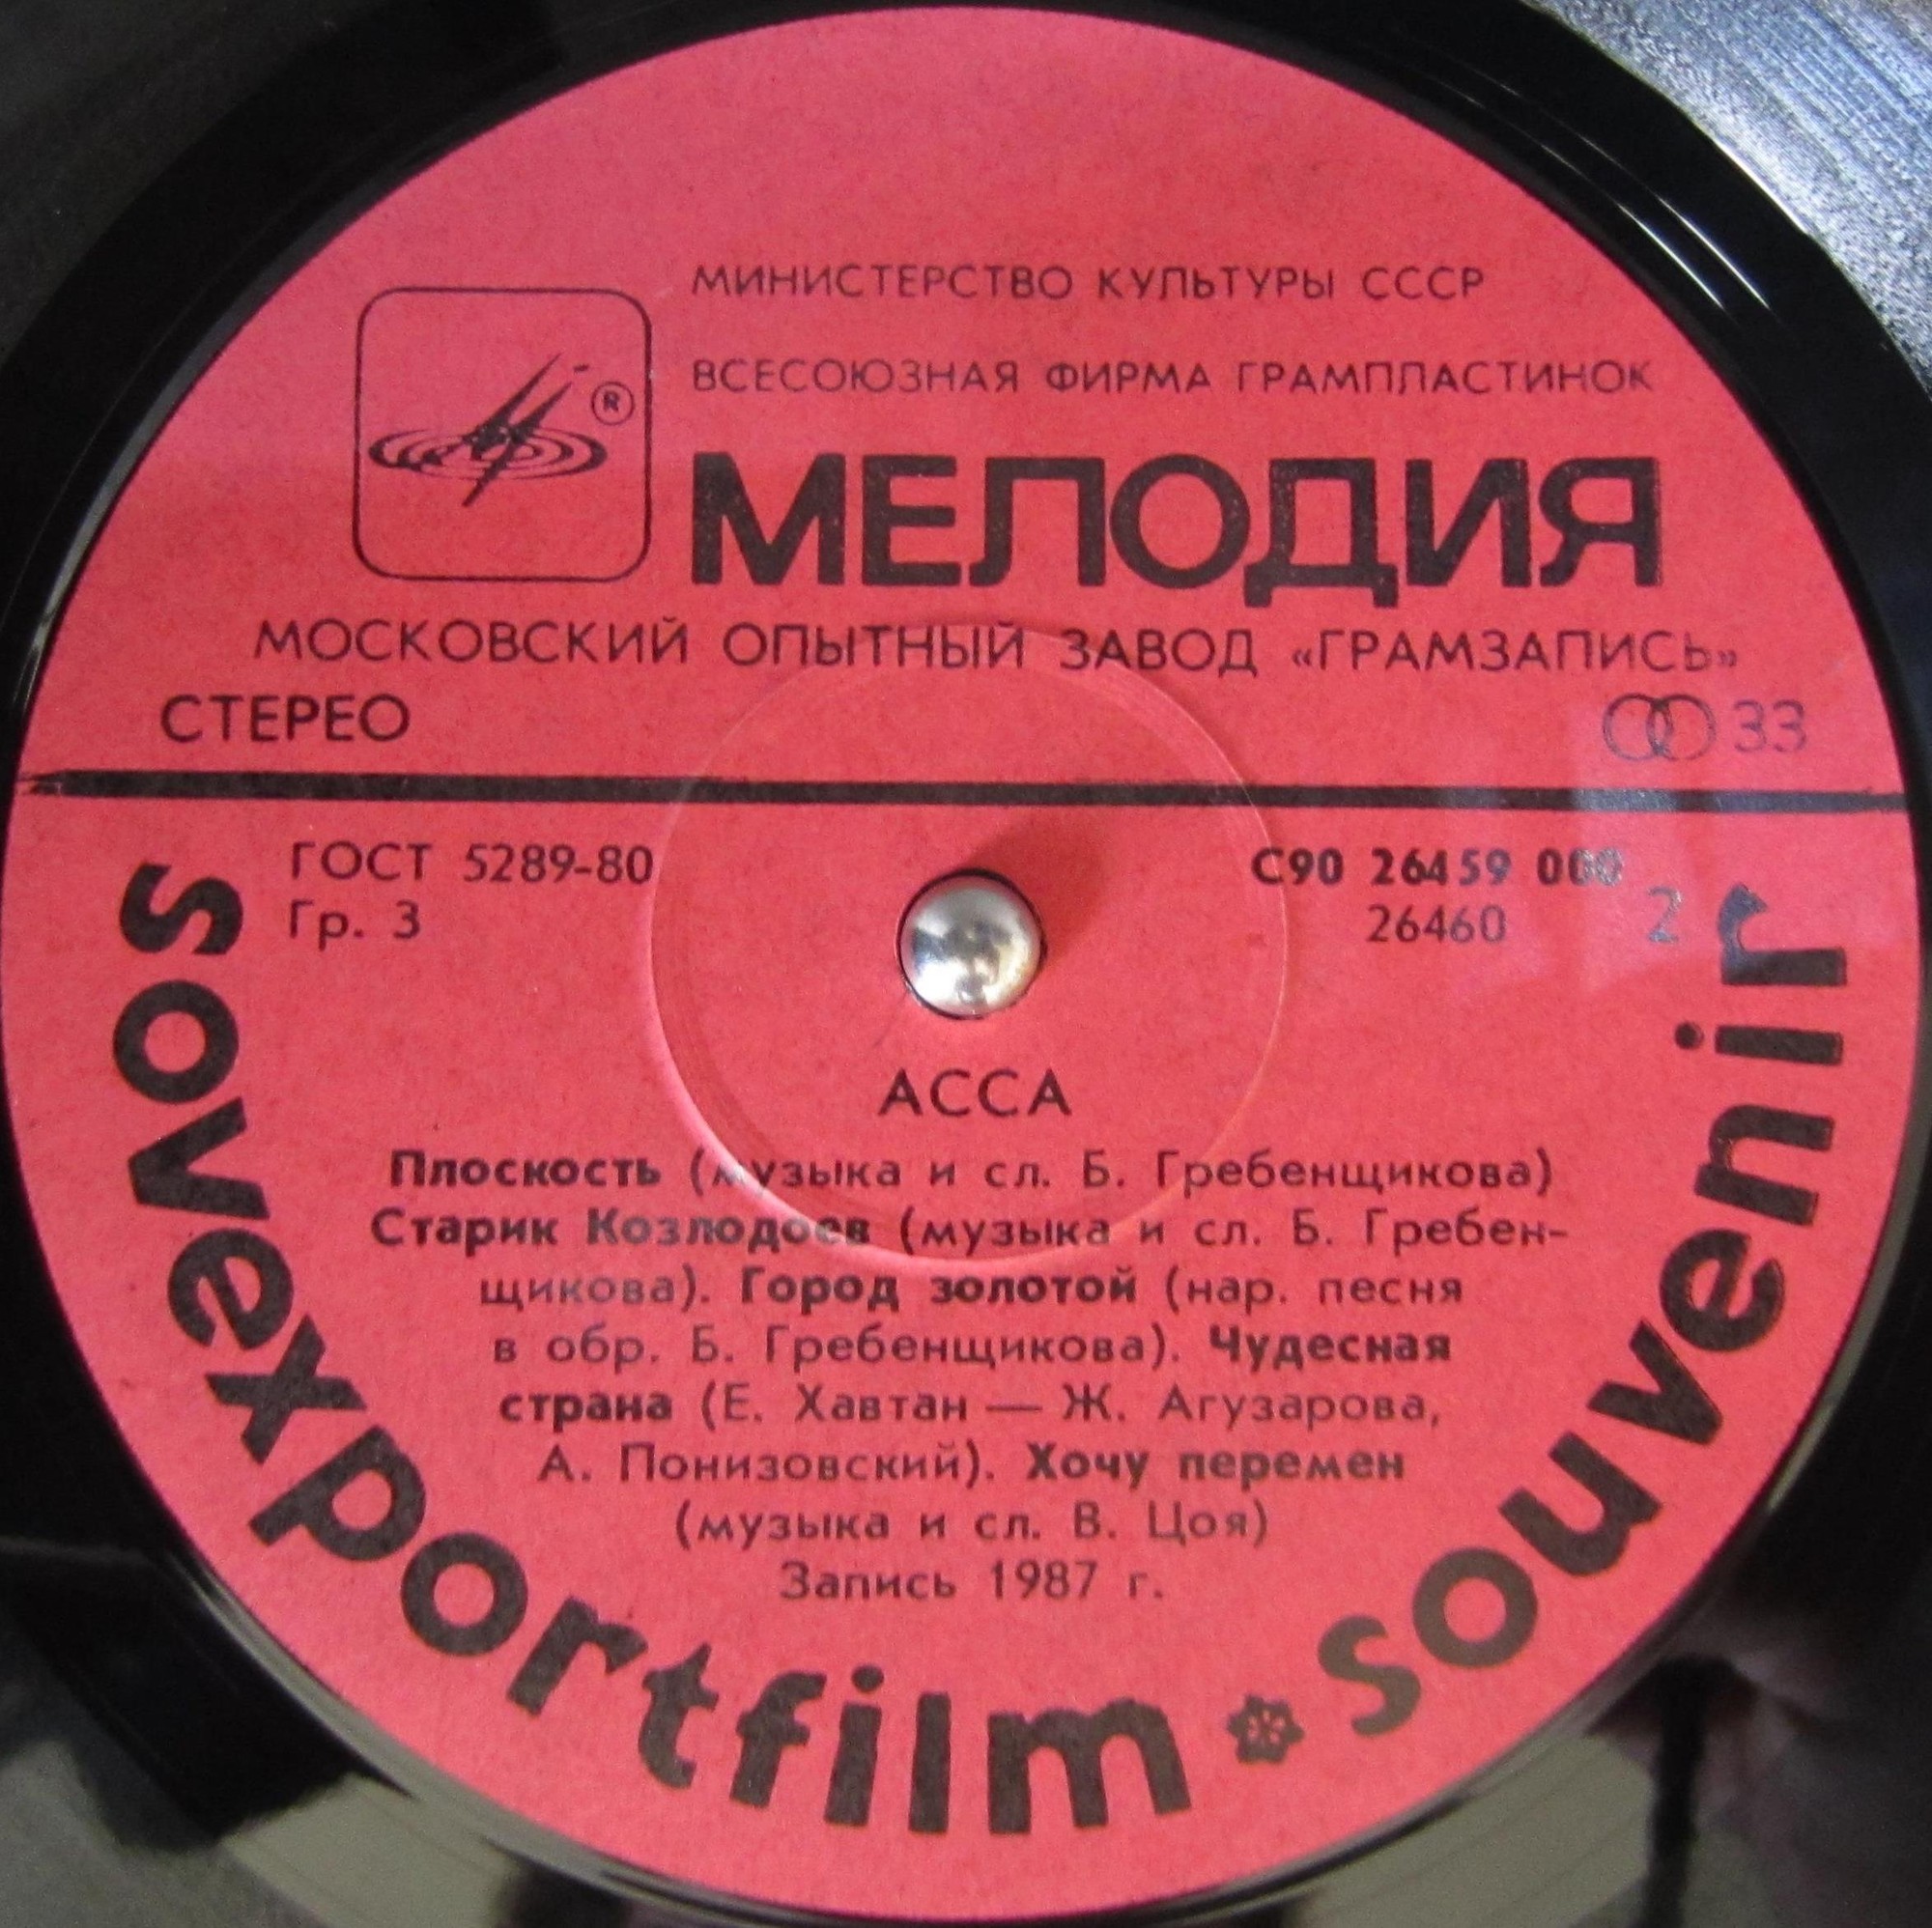 МИНИСТЕРСТВО КУЛЬТУРЫ СССР
ВСЕСОЮЗНАЯ ФИРМА ГРАМПЛАСТИНОК
®
МЕЛОДИЯ
МОСКОВСКИЙ ОПЫТНЫЙ ЗАВОД «ГРАМЗАПИСЬ»
СТЕРЕО
33
ГОСТ 5289-80
Гр. 3
С90 26459 000
26460
2
АССА
Плоскость (музыка и сл. Б. Гребенщикова)
Старик Козлодоев (музыка и сл. Б. Гребен-
щикова). Город золотой (нар. песня
в обр. Б. Гребенщикова). Чудесная
страна (Е. Хавтан — Ж. Агузарова,
А. Понизовский). Хочу перемен
(музыка и сл. В. Цоя)
Запись 1987 г.
sovexportfilm souvenir